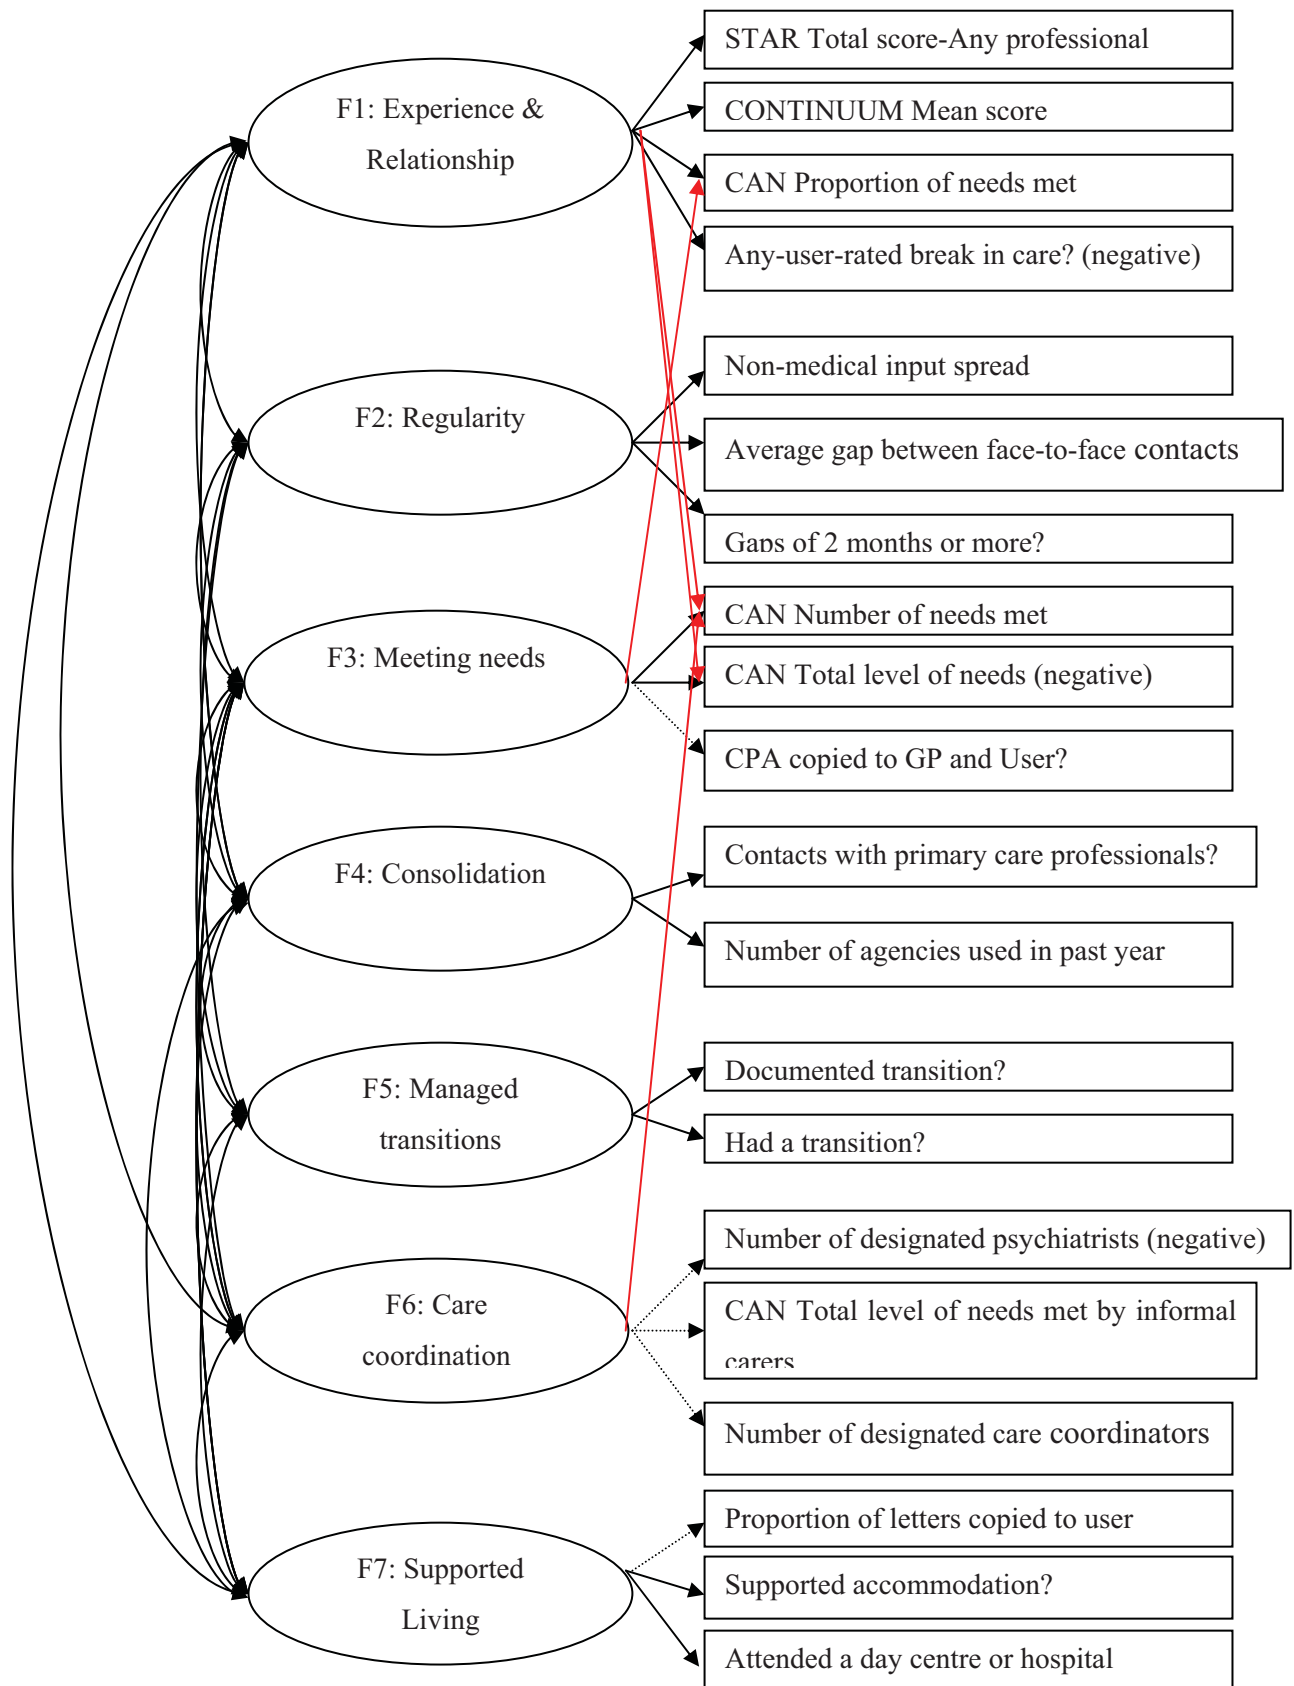 STAR Total score-Any professional
F1: Experience &
Relationship
CONTINUUM Mean score
CAN Proportion of needs met
Any-user-rated break in care? (negative)
F2: Regularity
Non-medical input spread
Average gap between face-to-face contacts
Gaps of 2 months or more?
F3: Meeting needs
CAN Number of needs met
CAN Total level of needs (negative)
CPA copied to GP and User?
F4: Consolidation
Contacts with primary care professionals?
Number of agencies used in past year
F5: Managed
transitions
Documented transition?
Had a transition?
F6: Care
coordination
Number of designated psychiatrists (negative)
CAN Total level of needs met by informal
carers
Number of designated care coordinators
F7: Supported
Living
Proportion of letters copied to user
Supported accommodation?
Attended a day centre or hospital